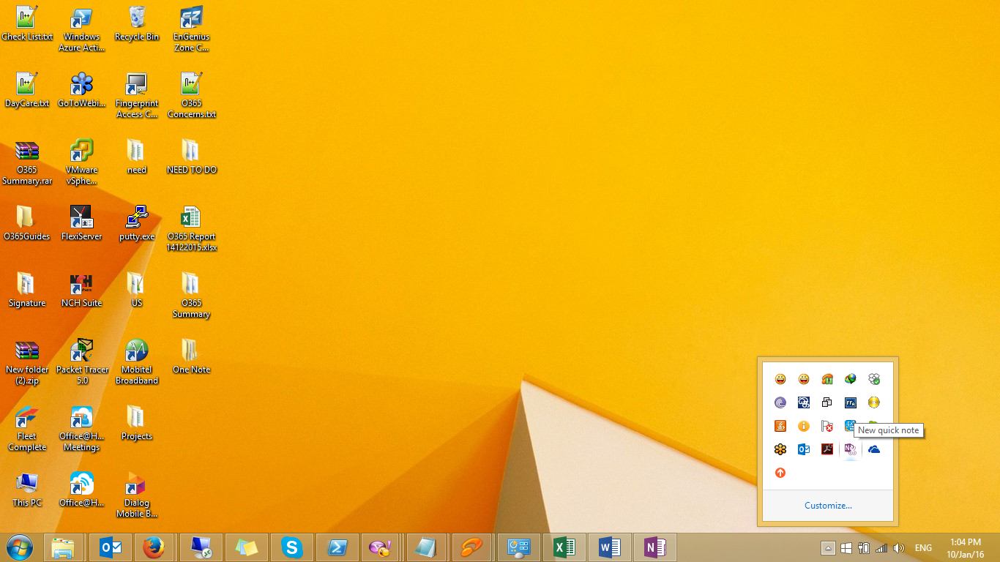 Check List.txt
Windows
Azure Acti...
Recycle Bin
EnGenius
Zone C...
DayCare.txt
GoToWebi...
Fingerprint
Access C...
O365
Concerns.txt
O365
Summary.rar
VMware
vSphe...
need
NEED TO DO
O365Guides
FlexiServer
putty.exe
O365 Report
14122015.xlsx
Signature
NCH Suite
US
O365
Summary
New folder
(2).zip
Packet Tracer
5.0
Mobitel
Broadband
One Note
Fleet
Complete
Office@H...
Meetings
Projects
This PC
Office@H...
Dialog
Mobile B...
New quick note
Customize...
ENG
1:04 PM
10/Jan/16